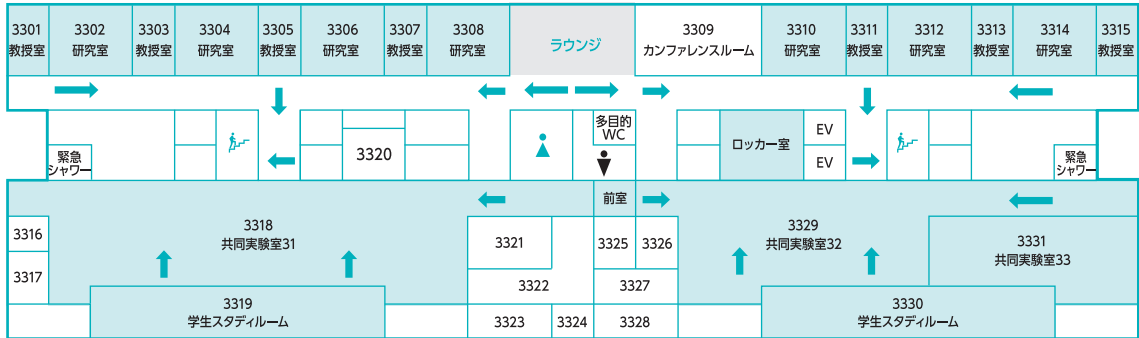 3301
教授室
3302
研究室
3303
教授室
3304
研究室
3305
教授室
3306
研究室
3307
教授室
3308
研究室
ラウンジ
3309
カンファレンスルーム
3310
研究室
3311
教授室
3312
研究室
3313
教授室
3314
研究室
3315
教授室
緊急
シャワー
3320
多目的
WC
ロッカー室
EV
EV
緊急
シャワー
前室
3316
3317
3318
共同実験室31
3319
学生スタディルーム
3321
3322
3323
3324
3325
3326
3327
3328
3329
共同実験室32
3331
共同実験室33
3330
学生スタディルーム